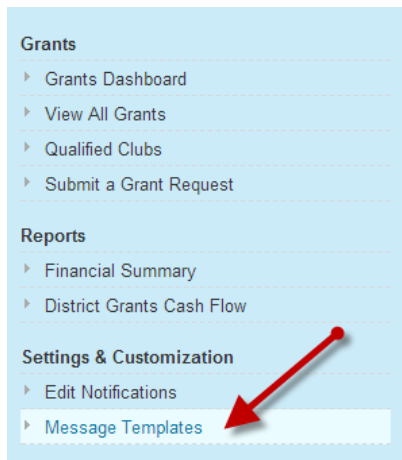 Grants
Grants Dashboard
View All Grants
Qualified Clubs
Submit a Grant Request
Reports
Financial Summary
District Grants Cash Flow
Settings & Customization
Edit Notifications
Message Templates